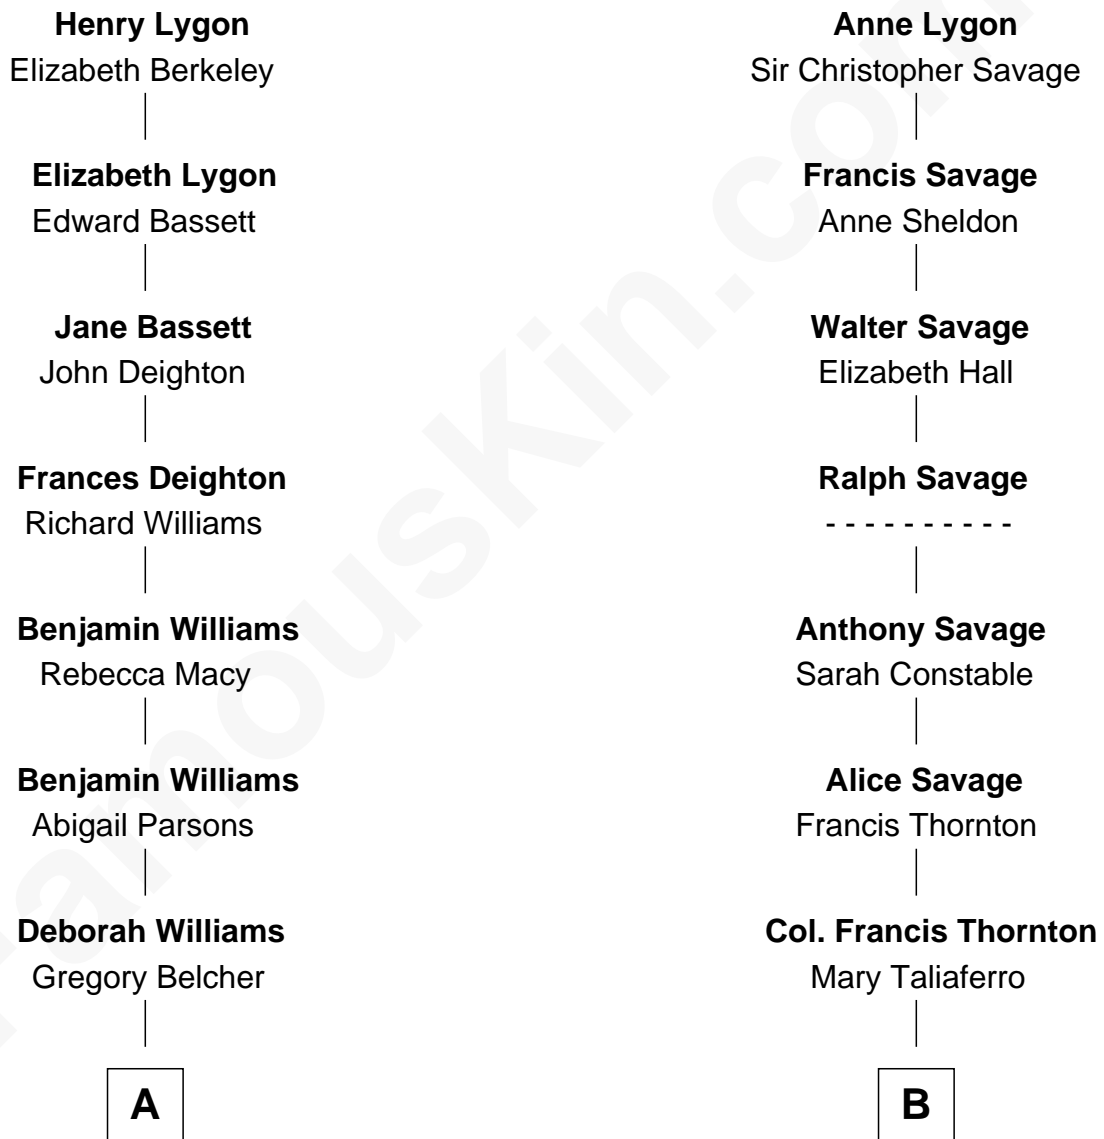 Henry Lygon
Elizabeth Berkeley
Elizabeth Lygon
Edward Bassett
Jane Bassett
John Deighton
Frances Deighton
Richard Williams
Benjamin Williams
Rebecca Macy
Benjamin Williams
Abigail Parsons
Deborah Williams
Gregory Belcher
A
Anne Lygon
Sir Christopher Savage
Francis Savage
Anne Sheldon
Walter Savage
Elizabeth Hall
Ralph Savage
- - - - - - - - - -
Anthony Savage
Sarah Constable
Alice Savage
Francis Thornton
Col. Francis Thornton
Mary Taliaferro
B
FamousKin.com